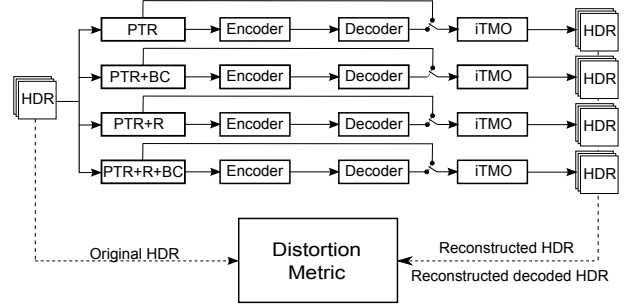 PTR Encoder Decoder iTMO HDR
PTR+BC Encoder Decoder iTMO HDR
HDR
PTR+R Encoder Decoder iTMO HDR
PTR+R+BC Encoder Decoder iTMO HDR
Original HDR
Distortion
Metric
Reconstructed HDR
Reconstructed decoded HDR